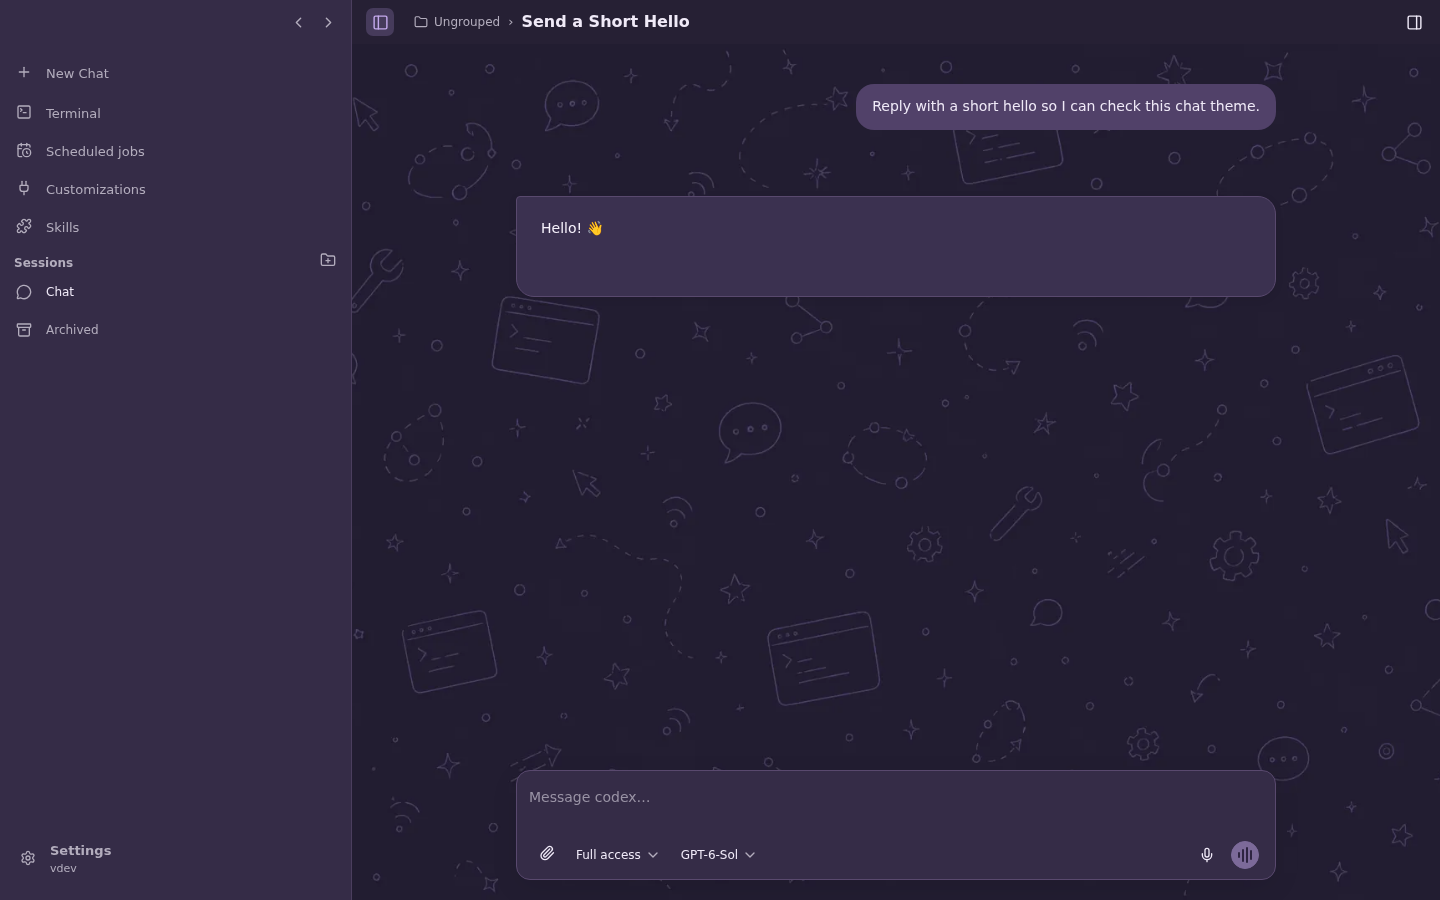 Ungrouped › Send a Short Hello
New Chat
Terminal
Scheduled jobs
Customizations
Skills
Sessions
Chat
Archived
Settings
vdev
Reply with a short hello so I can check this chat theme.
Hello! 👋
Message codex...
Full access
GPT-6-Sol